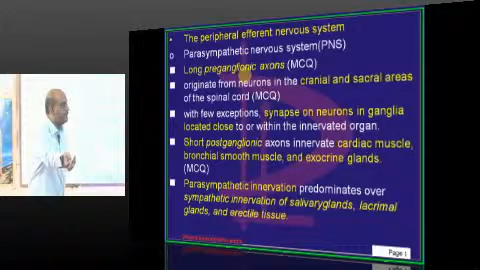 The peripheral efferent nervous system
Parasympathetic nervous system(PNS)
Long preganglionic axons (MCQ)
originate from neurons in the cranial and sacral areas
of the spinal cord (MCQ)
with few exceptions, synapse on neurons in ganglia
located close to or within the innervated organ.
Short postganglionic axons innervate cardiac muscle,
bronchial smooth muscle, and exocrine glands.
(MCQ)
Parasympathetic innervation predominates over
sympathetic innervation of salivaryglands, lacrimal
glands, and erectile tissue.
Page 1